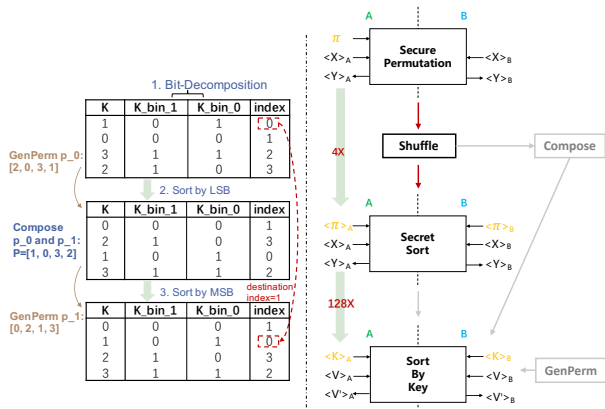 1. Bit-Decomposition
K K_bin_1 K_bin_0 index
1 0 1 0
0 0 0 1
3 1 1 2
2 1 0 3
GenPerm p_0:
[2, 0, 3, 1]
2. Sort by LSB
Compose
p_0 and p_1:
P=[1, 0, 3, 2]
K K_bin_1 K_bin_0 index
0 0 0 1
2 1 0 3
1 0 1 0
3 1 1 2
3. Sort by MSB
destination
index=1
GenPerm p_1:
[0, 2, 1, 3]
K K_bin_1 K_bin_0 index
0 0 0 1
1 0 1 0
2 1 0 3
3 1 1 2
A B
π
<X>A
<Y>A
Secure
Permutation
<X>B
<Y>B
Shuffle
Compose
4X
A B
<π>A
<X>A
<Y>A
Secret
Sort
<π>B
<X>B
<Y>B
128X
A B
<K>A
<V>A
<V'>A
Sort
By
Key
<K>B
<V>B
<V'>B
GenPerm